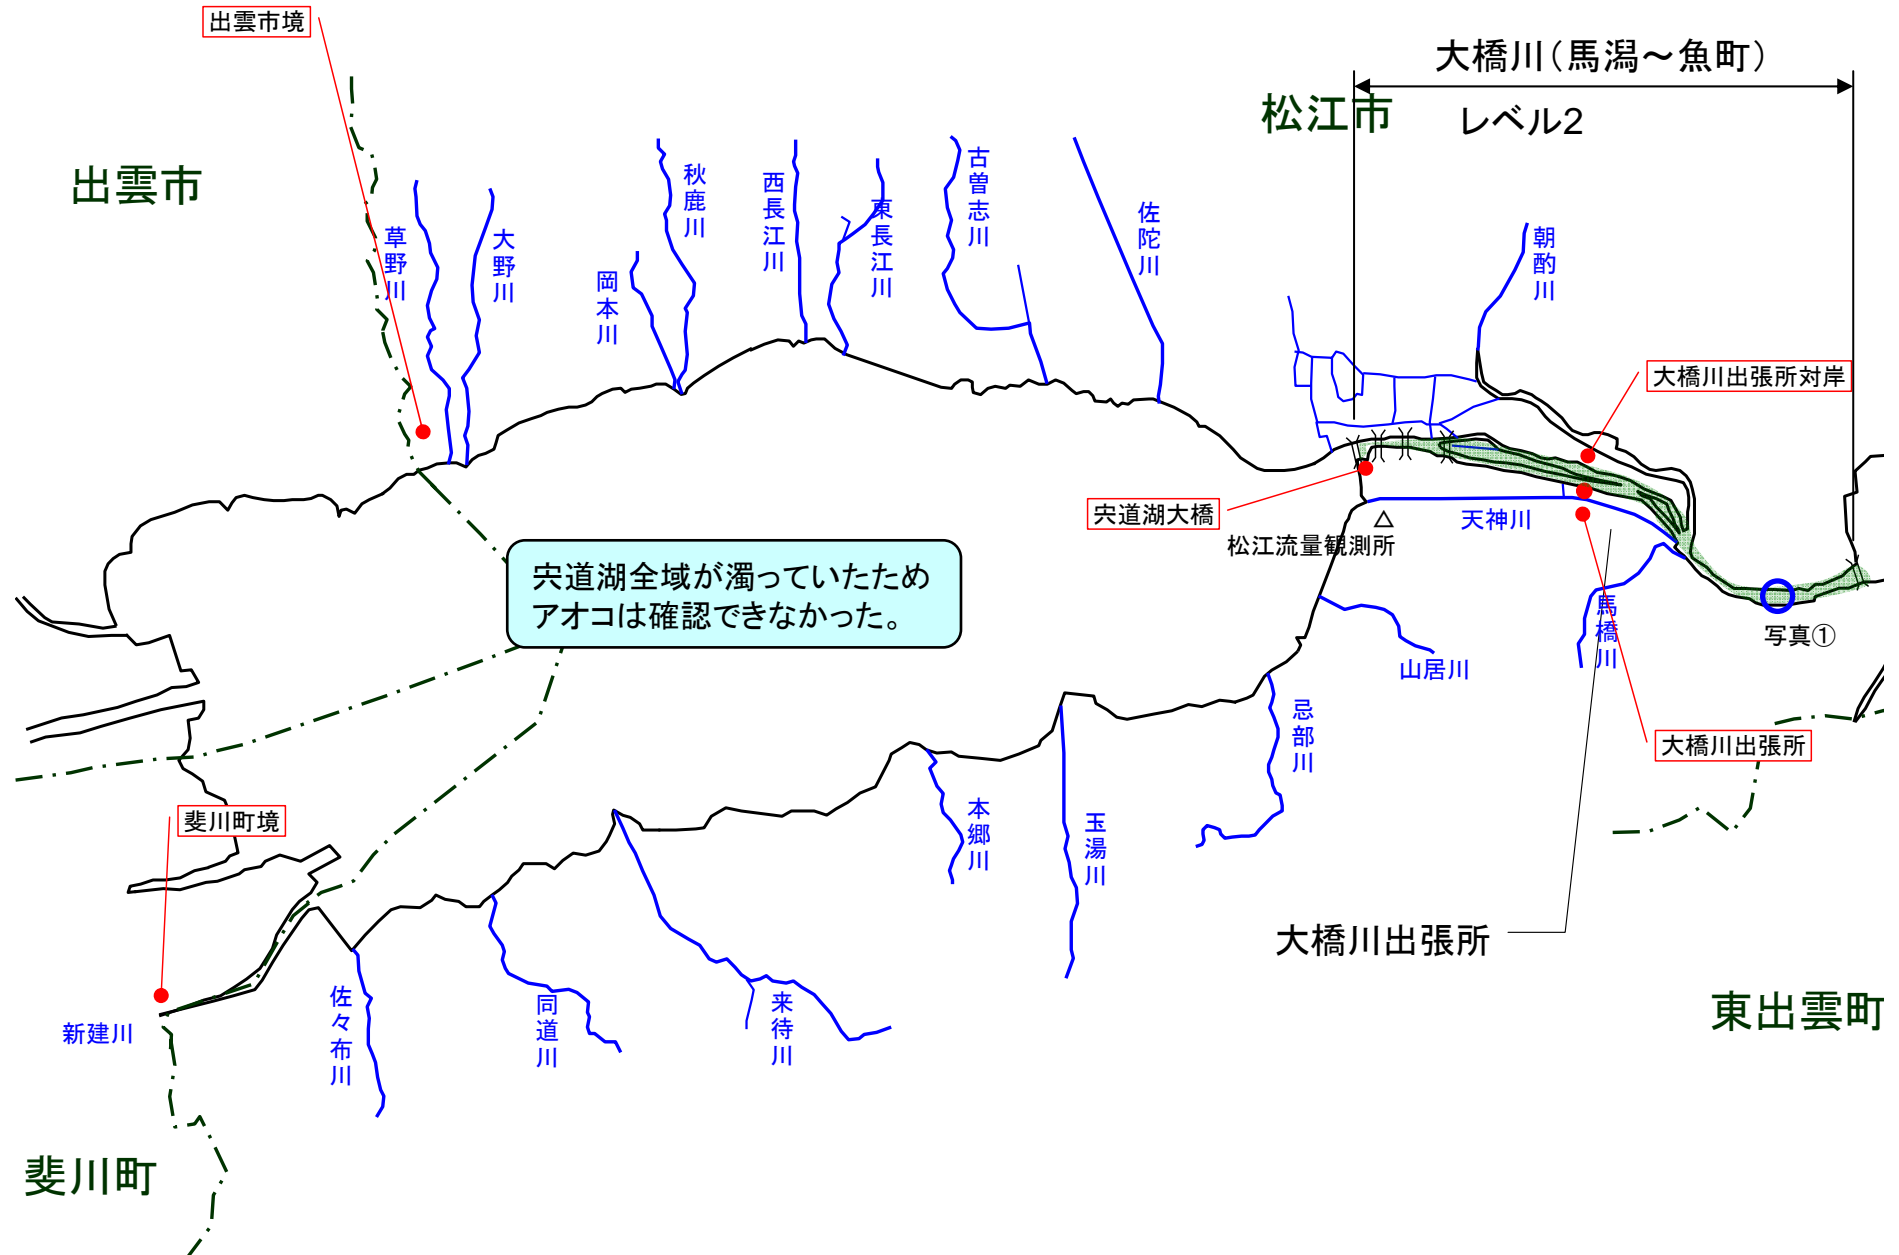 出雲市境
大橋川(馬潟～魚町)
松江市
レベル2
出雲市
草野川
大野川
岡本川
秋鹿川
西長江川
東長江川
古曽志川
佐陀川
朝酌川
大橋川出張所対岸
宍道湖大橋
天神川
松江流量観測所
宍道湖全域が濁っていたため
アオコは確認できなかった。
馬橋川
写真①
山居川
忌部川
大橋川出張所
斐川町境
本郷川
玉湯川
大橋川出張所
新建川
佐々布川
同道川
来待川
東出雲町
斐川町